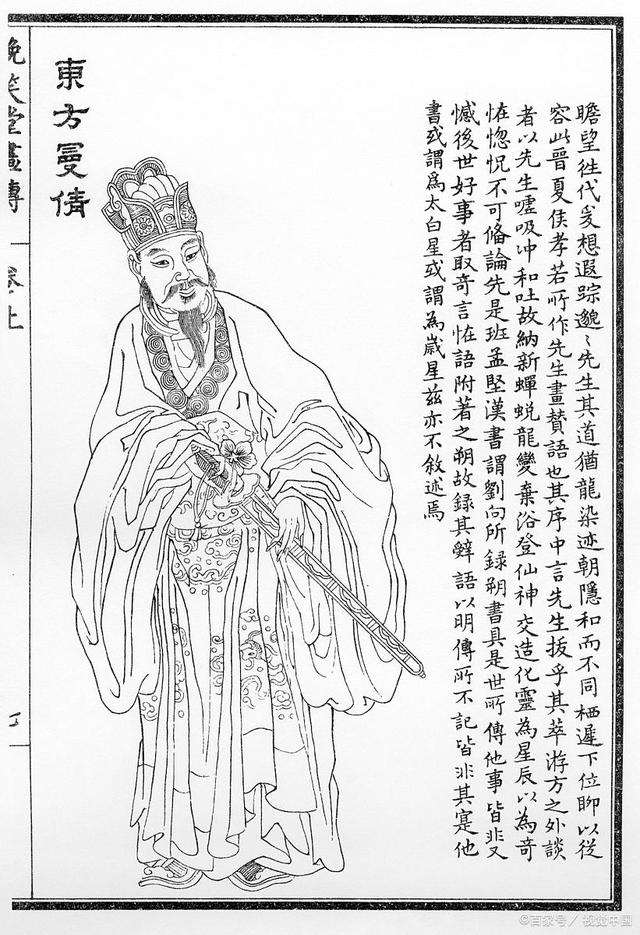 瞻望徃代爰想遐踪邈〻先生其道猶龍染迹朝隱和而不同栖遲下位聊以從
容此晉夏侯孝若所作先生畫贊語也其序中言先生拔乎其萃游方之外談
者以先生噓吸冲和吐故納新蟬蛻龍變棄俗登仙神交造化靈為星辰以為奇
恠惚怳不可俻論先是班孟堅漢書謂劉向所録朔書具是世所傳他事皆非又
憾後世好事者取奇言恠語附著之朔故録其辤語以明傳所不記皆非其寔他
書或謂為太白星或謂為歲星茲亦不敘述焉
東方曼倩
晚笑堂畫傳
卷上
©百家号／视觉中国